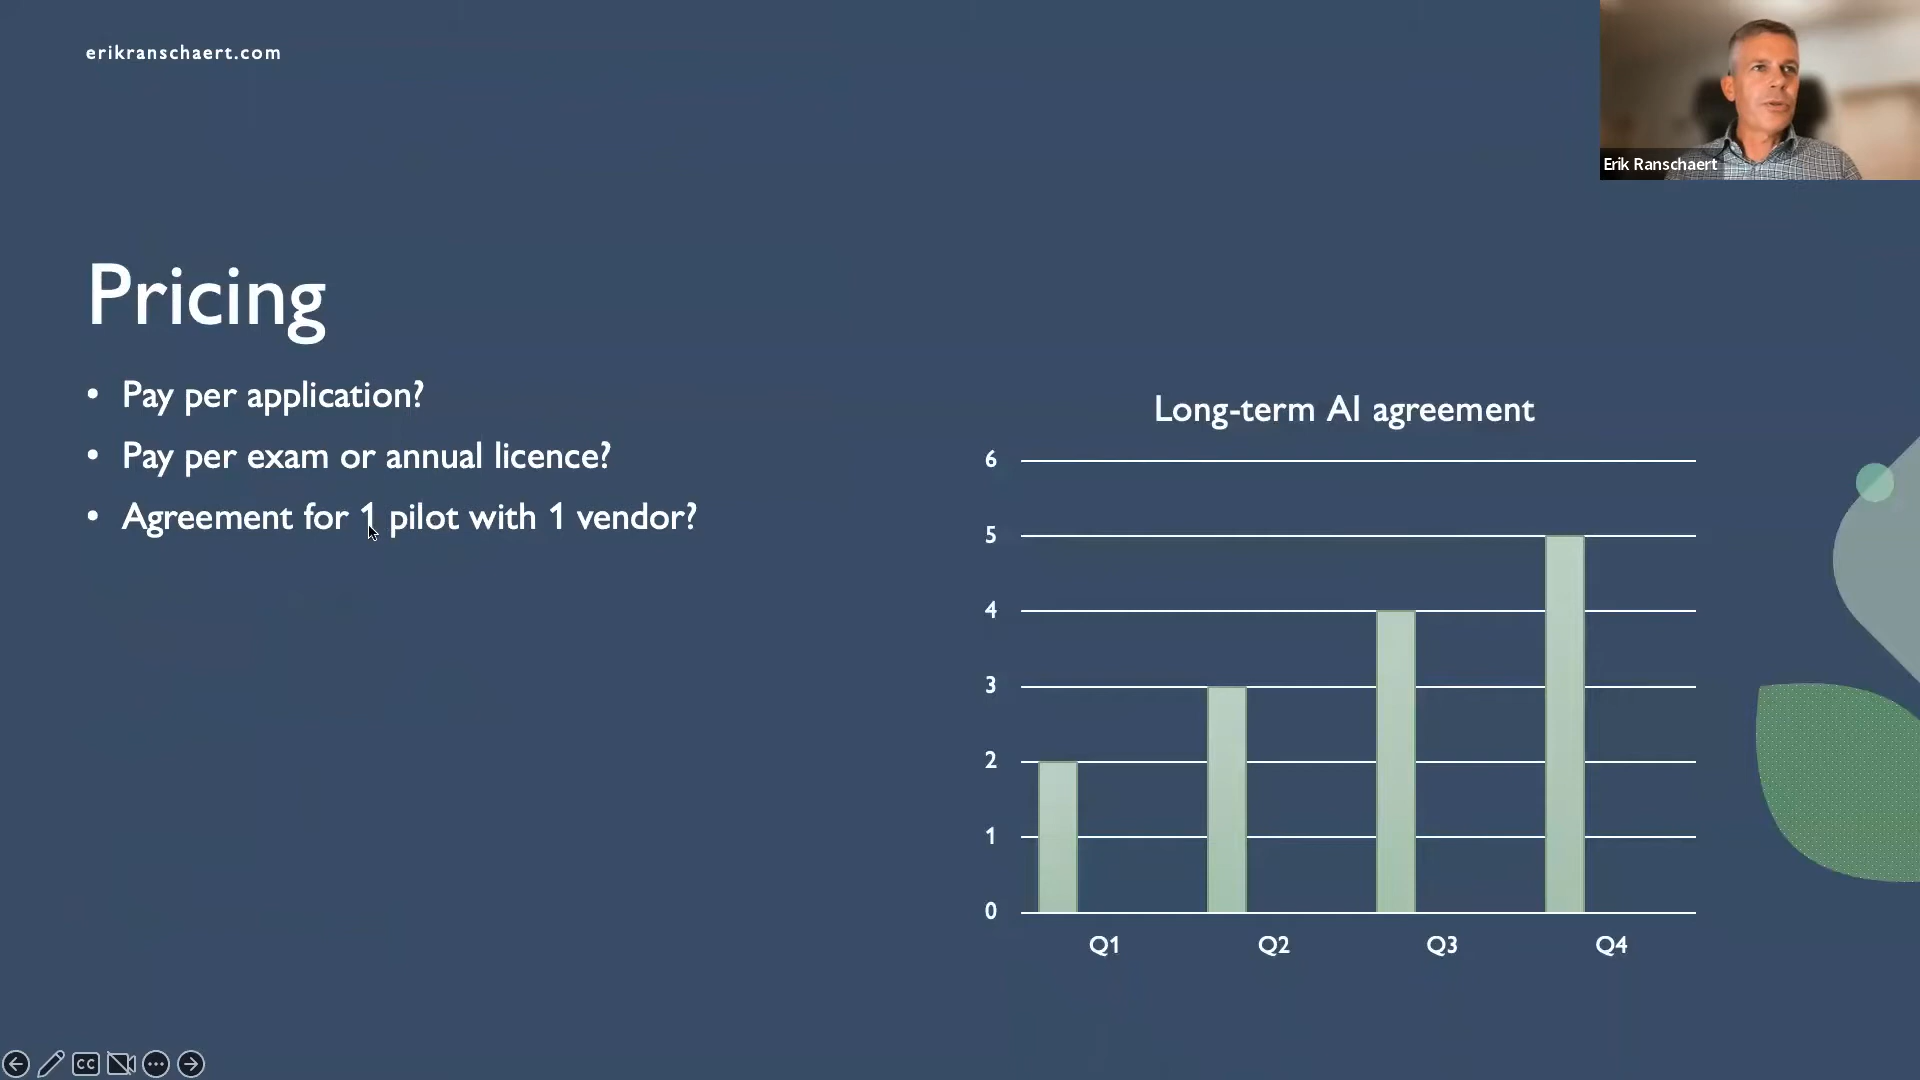 erikranschaert.com
Erik Ranschaert
Pricing
• Pay per application?
• Pay per exam or annual licence?
• Agreement for 1 pilot with 1 vendor?
Long-term AI agreement
6
5
4
3
2
1
0
Q1 Q2 Q3 Q4
CC